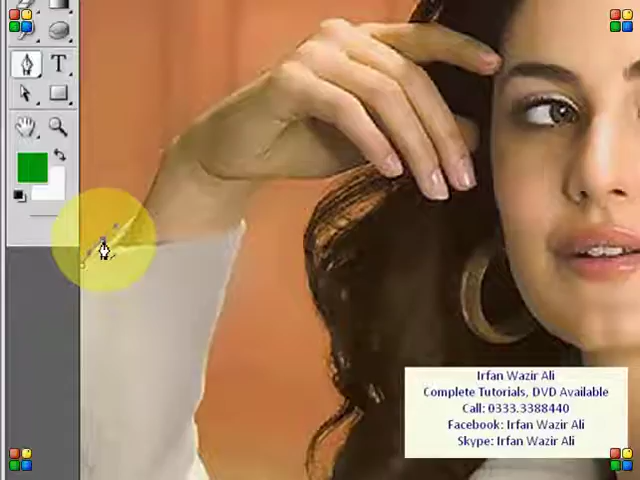 T
Irfan Wazir Ali
Complete Tutorials, DVD Available
Call: 0333.3388440
Facebook: Irfan Wazir Ali
Skype: Irfan Wazir Ali